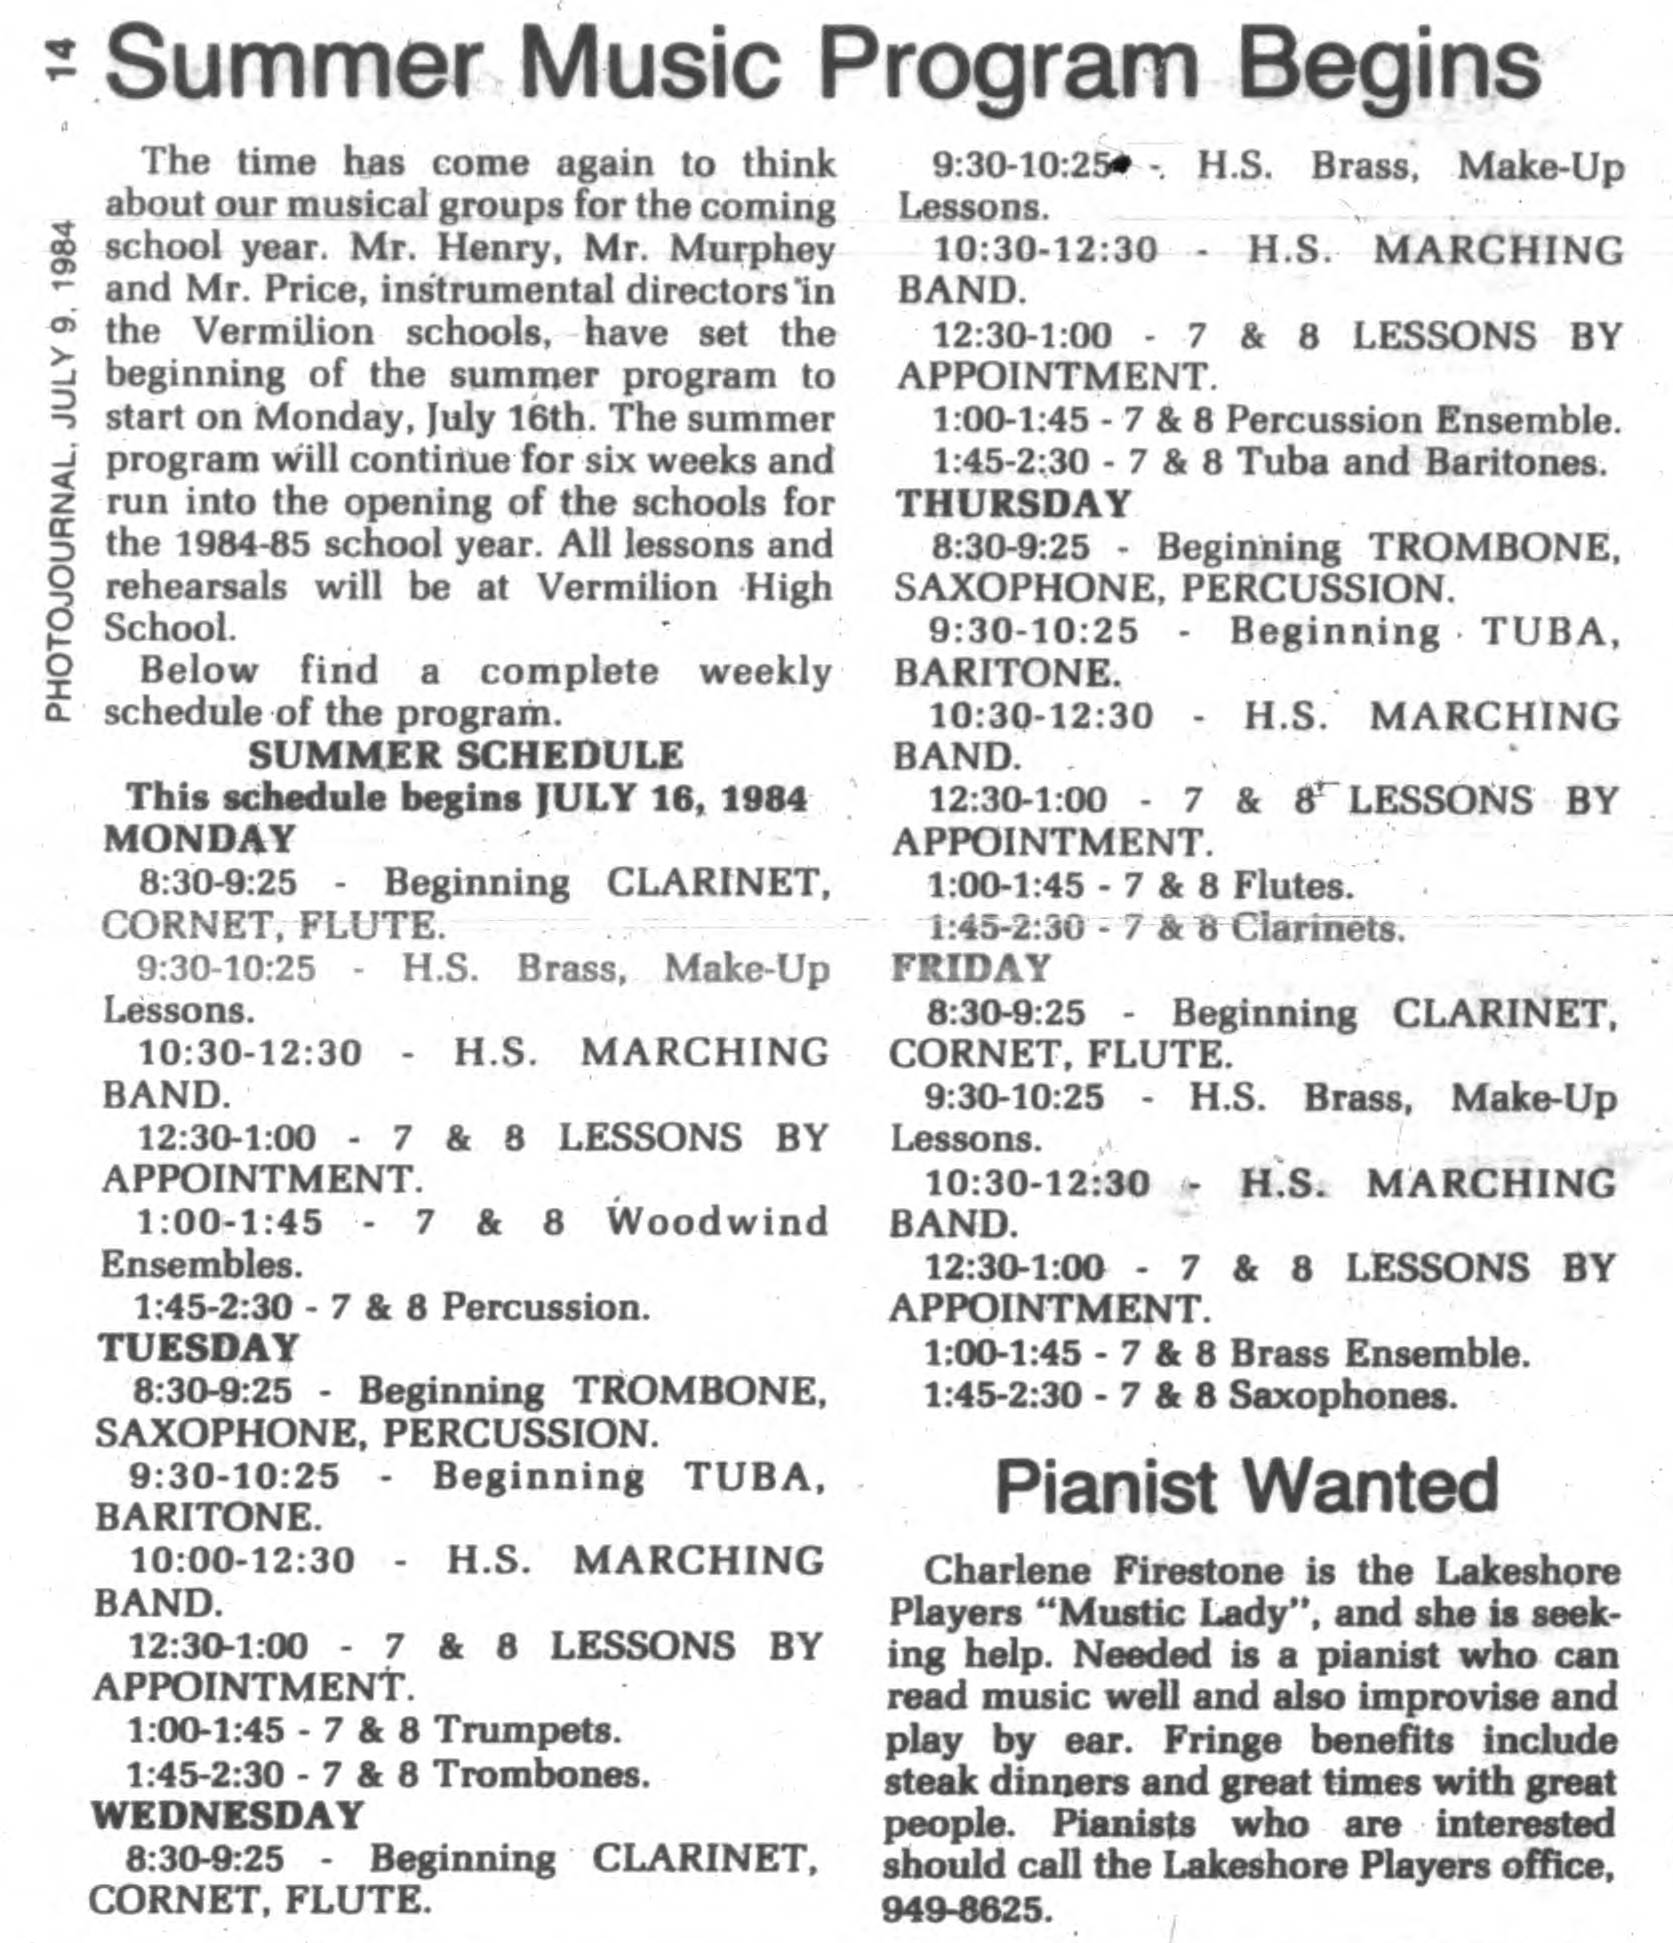 14
PHOTOJOURNAL, JULY 9, 1984
Summer Music Program Begins
The time has come again to think
about our musical groups for the coming
school year. Mr. Henry, Mr. Murphey
and Mr. Price, instrumental directors in
the Vermilion schools, have set the
beginning of the summer program to
start on Monday, July 16th. The summer
program will continue for six weeks and
run into the opening of the schools for
the 1984-85 school year. All lessons and
rehearsals will be at Vermilion High
School.
Below find a complete weekly
schedule of the program.
SUMMER SCHEDULE
This schedule begins JULY 16, 1984
MONDAY
8:30-9:25 - Beginning CLARINET,
CORNET, FLUTE.
9:30-10:25 - H.S. Brass, Make-Up
Lessons.
10:30-12:30 - H.S. MARCHING
BAND.
12:30-1:00 - 7 & 8 LESSONS BY
APPOINTMENT.
1:00-1:45 - 7 & 8 Woodwind
Ensembles.
1:45-2:30 - 7 & 8 Percussion.
TUESDAY
8:30-9:25 - Beginning TROMBONE,
SAXOPHONE, PERCUSSION.
9:30-10:25 - Beginning TUBA,
BARITONE.
10:00-12:30 - H.S. MARCHING
BAND.
12:30-1:00 - 7 & 8 LESSONS BY
APPOINTMENT.
1:00-1:45 - 7 & 8 Trumpets.
1:45-2:30 - 7 & 8 Trombones.
WEDNESDAY
8:30-9:25 - Beginning CLARINET,
CORNET, FLUTE.
9:30-10:25 - H.S. Brass, Make-Up
Lessons.
10:30-12:30 - H.S. MARCHING
BAND.
12:30-1:00 - 7 & 8 LESSONS BY
APPOINTMENT.
1:00-1:45 - 7 & 8 Percussion Ensemble.
1:45-2:30 - 7 & 8 Tuba and Baritones.
THURSDAY
8:30-9:25 - Beginning TROMBONE,
SAXOPHONE, PERCUSSION.
9:30-10:25 - Beginning TUBA,
BARITONE.
10:30-12:30 - H.S. MARCHING
BAND.
12:30-1:00 - 7 & 8 LESSONS BY
APPOINTMENT.
1:00-1:45 - 7 & 8 Flutes.
1:45-2:30 - 7 & 8 Clarinets.
FRIDAY
8:30-9:25 - Beginning CLARINET,
CORNET, FLUTE.
9:30-10:25 - H.S. Brass, Make-Up
Lessons.
10:30-12:30 - H.S. MARCHING
BAND.
12:30-1:00 - 7 & 8 LESSONS BY
APPOINTMENT.
1:00-1:45 - 7 & 8 Brass Ensemble.
1:45-2:30 - 7 & 8 Saxophones.
Pianist Wanted
Charlene Firestone is the Lakeshore
Players "Mustic Lady", and she is seek-
ing help. Needed is a pianist who can
read music well and also improvise and
play by ear. Fringe benefits include
steak dinners and great times with great
people. Pianists who are interested
should call the Lakeshore Players office,
949-8625.